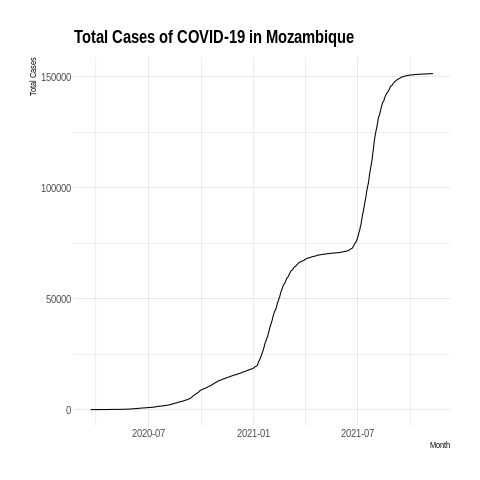 Total Cases of COVID-19 in Mozambique
Total Cases
150000
100000
50000
0
2020-07 2021-01 2021-07
Month